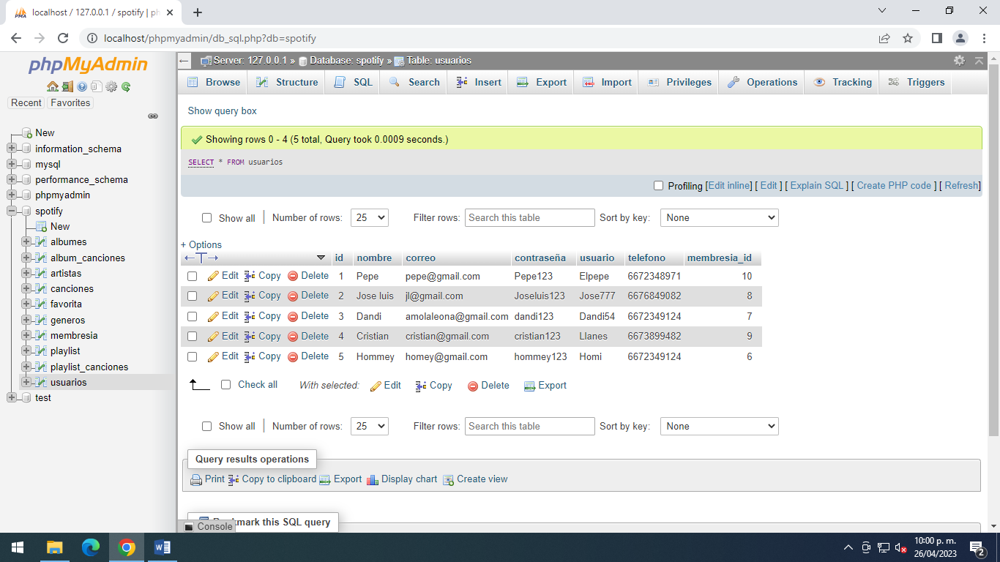 localhost / 127.0.0.1 / spotify | ph
localhost/phpmyadmin/db_sql.php?db=spotify
phpMyAdmin
Recent Favorites
New
information_schema
mysql
performance_schema
phpmyadmin
spotify
New
albumes
album_canciones
artistas
canciones
favorita
generos
membresia
playlist
playlist_canciones
usuarios
test
Server: 127.0.0.1 » Database: spotify » Table: usuarios
Browse Structure SQL Search Insert Export Import Privileges Operations Tracking Triggers
Show query box
Showing rows 0 - 4 (5 total, Query took 0.0009 seconds.)
SELECT * FROM usuarios
Profiling [Edit inline] [ Edit ] [ Explain SQL ] [ Create PHP code ] [ Refresh]
Show all Number of rows: 25 Filter rows: Search this table Sort by key: None
+ Options
id nombre correo contraseña usuario telefono membresia_id
Edit Copy Delete 1 Pepe pepe@gmail.com Pepe123 Elpepe 6672348971 10
Edit Copy Delete 2 Jose luis jl@gmail.com Joseluis123 Jose777 6676849082 8
Edit Copy Delete 3 Dandi amolaleona@gmail.com dandi123 Dandi54 6672349124 7
Edit Copy Delete 4 Cristian cristian@gmail.com cristian123 Llanes 6673899482 9
Edit Copy Delete 5 Hommey homey@gmail.com hommey123 Homi 6672349124 6
Check all With selected: Edit Copy Delete Export
Show all Number of rows: 25 Filter rows: Search this table Sort by key: None
Query results operations
Print Copy to clipboard Export Display chart Create view
kmark this SQL query
Console
10:00 p. m.
26/04/2023
2